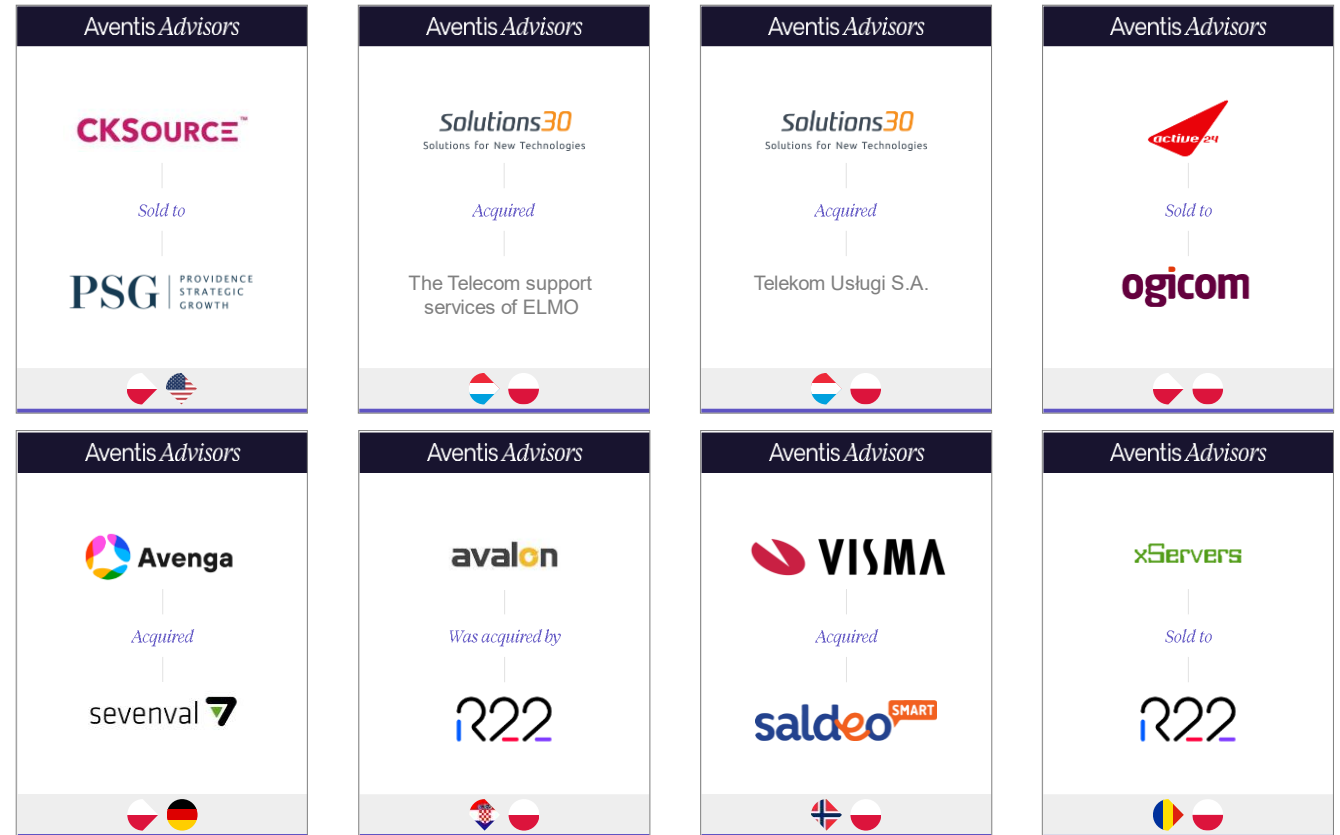 Aventis Advisors
CKSOURCE™
Sold to
PSG
PROVIDENCE
STRATEGIC
GROWTH
Aventis Advisors
Solutions30
Solutions for New Technologies
Acquired
The Telecom support
services of ELMO
Aventis Advisors
Solutions30
Solutions for New Technologies
Acquired
Telekom Usługi S.A.
Aventis Advisors
active 24
Sold to
ogicom
Aventis Advisors
Avenga
Acquired
sevenval 7
Aventis Advisors
avalon
Was acquired by
R22
Aventis Advisors
VISMA
Acquired
saldeo SMART
Aventis Advisors
xServers
Sold to
R22